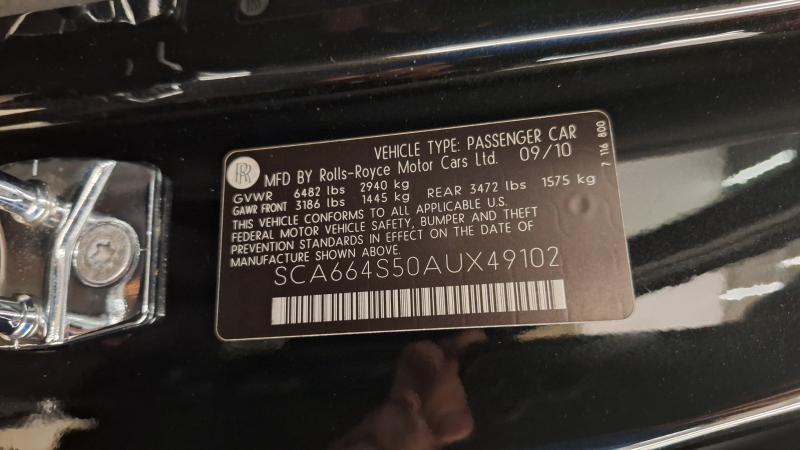 VEHICLE TYPE: PASSENGER CAR
MFD BY Rolls-Royce Motor Cars Ltd. 09/10
GVWR 6482 lbs 2940 kg
GAWR FRONT 3186 lbs 1445 kg REAR 3472 lbs 1575 kg
THIS VEHICLE CONFORMS TO ALL APPLICABLE U.S.
FEDERAL MOTOR VEHICLE SAFETY, BUMPER AND THEFT
PREVENTION STANDARDS IN EFFECT ON THE DATE OF
MANUFACTURE SHOWN ABOVE.
SCA664S50AUX49102
7 116 800
RR